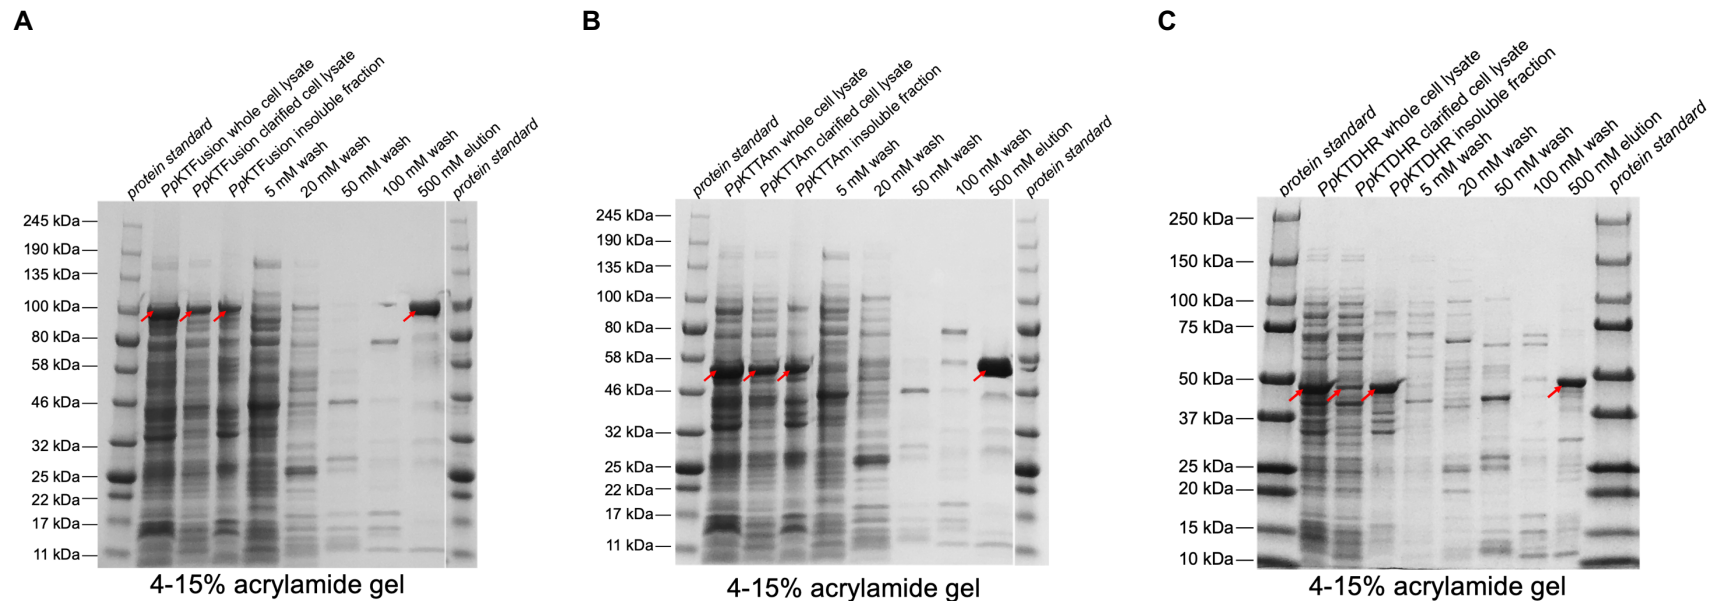 A
protein standard
PpKTFusion whole cell lysate
PpKTFusion clarified cell lysate
PpKTFusion insoluble fraction
5 mM wash
20 mM wash
50 mM wash
100 mM wash
500 mM elution
protein standard
245 kDa
190 kDa
135 kDa
100 kDa
80 kDa
58 kDa
46 kDa
32 kDa
25 kDa
22 kDa
17 kDa
11 kDa
4-15% acrylamide gel
B
protein standard
PpKTTAm whole cell lysate
PpKTTAm clarified cell lysate
PpKTTAm insoluble fraction
5 mM wash
20 mM wash
50 mM wash
100 mM wash
500 mM elution
protein standard
245 kDa
190 kDa
135 kDa
100 kDa
80 kDa
58 kDa
46 kDa
32 kDa
25 kDa
22 kDa
17 kDa
11 kDa
4-15% acrylamide gel
C
protein standard
PpKTDHR whole cell lysate
PpKTDHR clarified cell lysate
PpKTDHR insoluble fraction
5 mM wash
20 mM wash
50 mM wash
100 mM wash
500 mM elution
protein standard
250 kDa
150 kDa
100 kDa
75 kDa
50 kDa
37 kDa
25 kDa
20 kDa
15 kDa
10 kDa
4-15% acrylamide gel